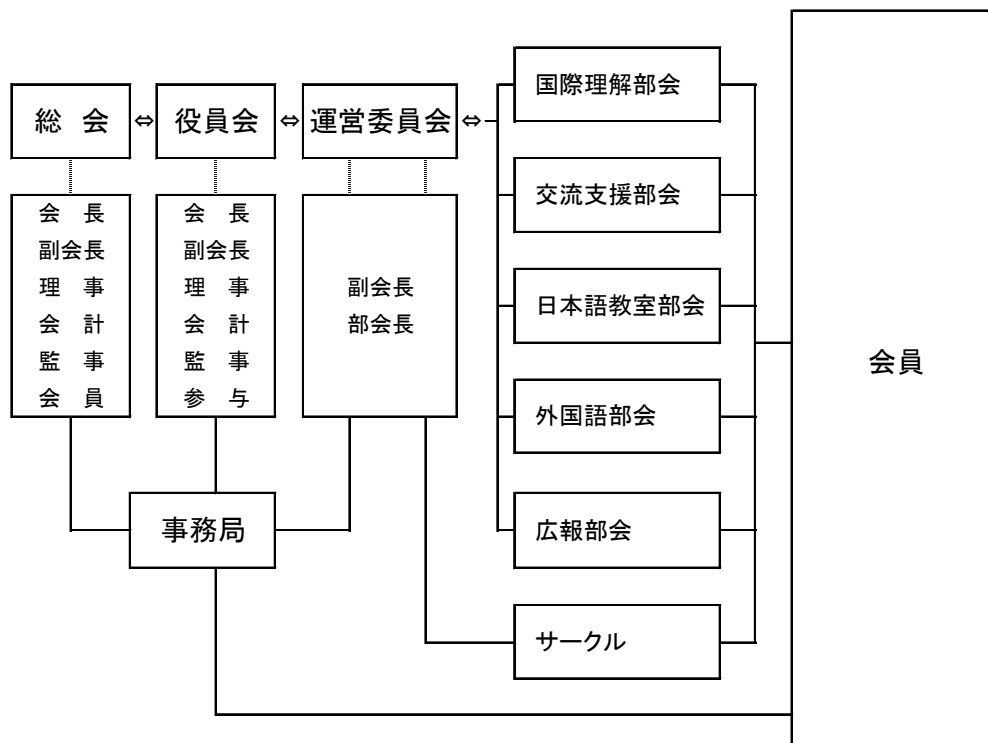 総 会 ⇔ 役員会 ⇔ 運営委員会 ⇔
会 長
副会長
理 事
会 計
監 事
会 員
会 長
副会長
理 事
会 計
監 事
参 与
副会長
部会長
事務局
国際理解部会
交流支援部会
日本語教室部会
外国語部会
広報部会
サークル
会員